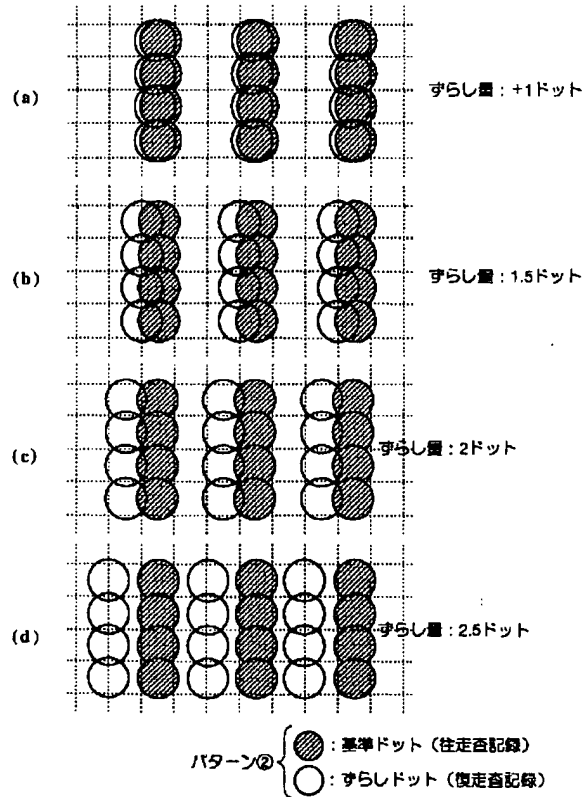 (a)
ずらし量：+1ドット
(b)
ずらし量：1.5ドット
(c)
ずらし量：2ドット
(d)
ずらし量：2.5ドット
パターン②
：基準ドット（往走査記録）
：ずらしドット（復走査記録）